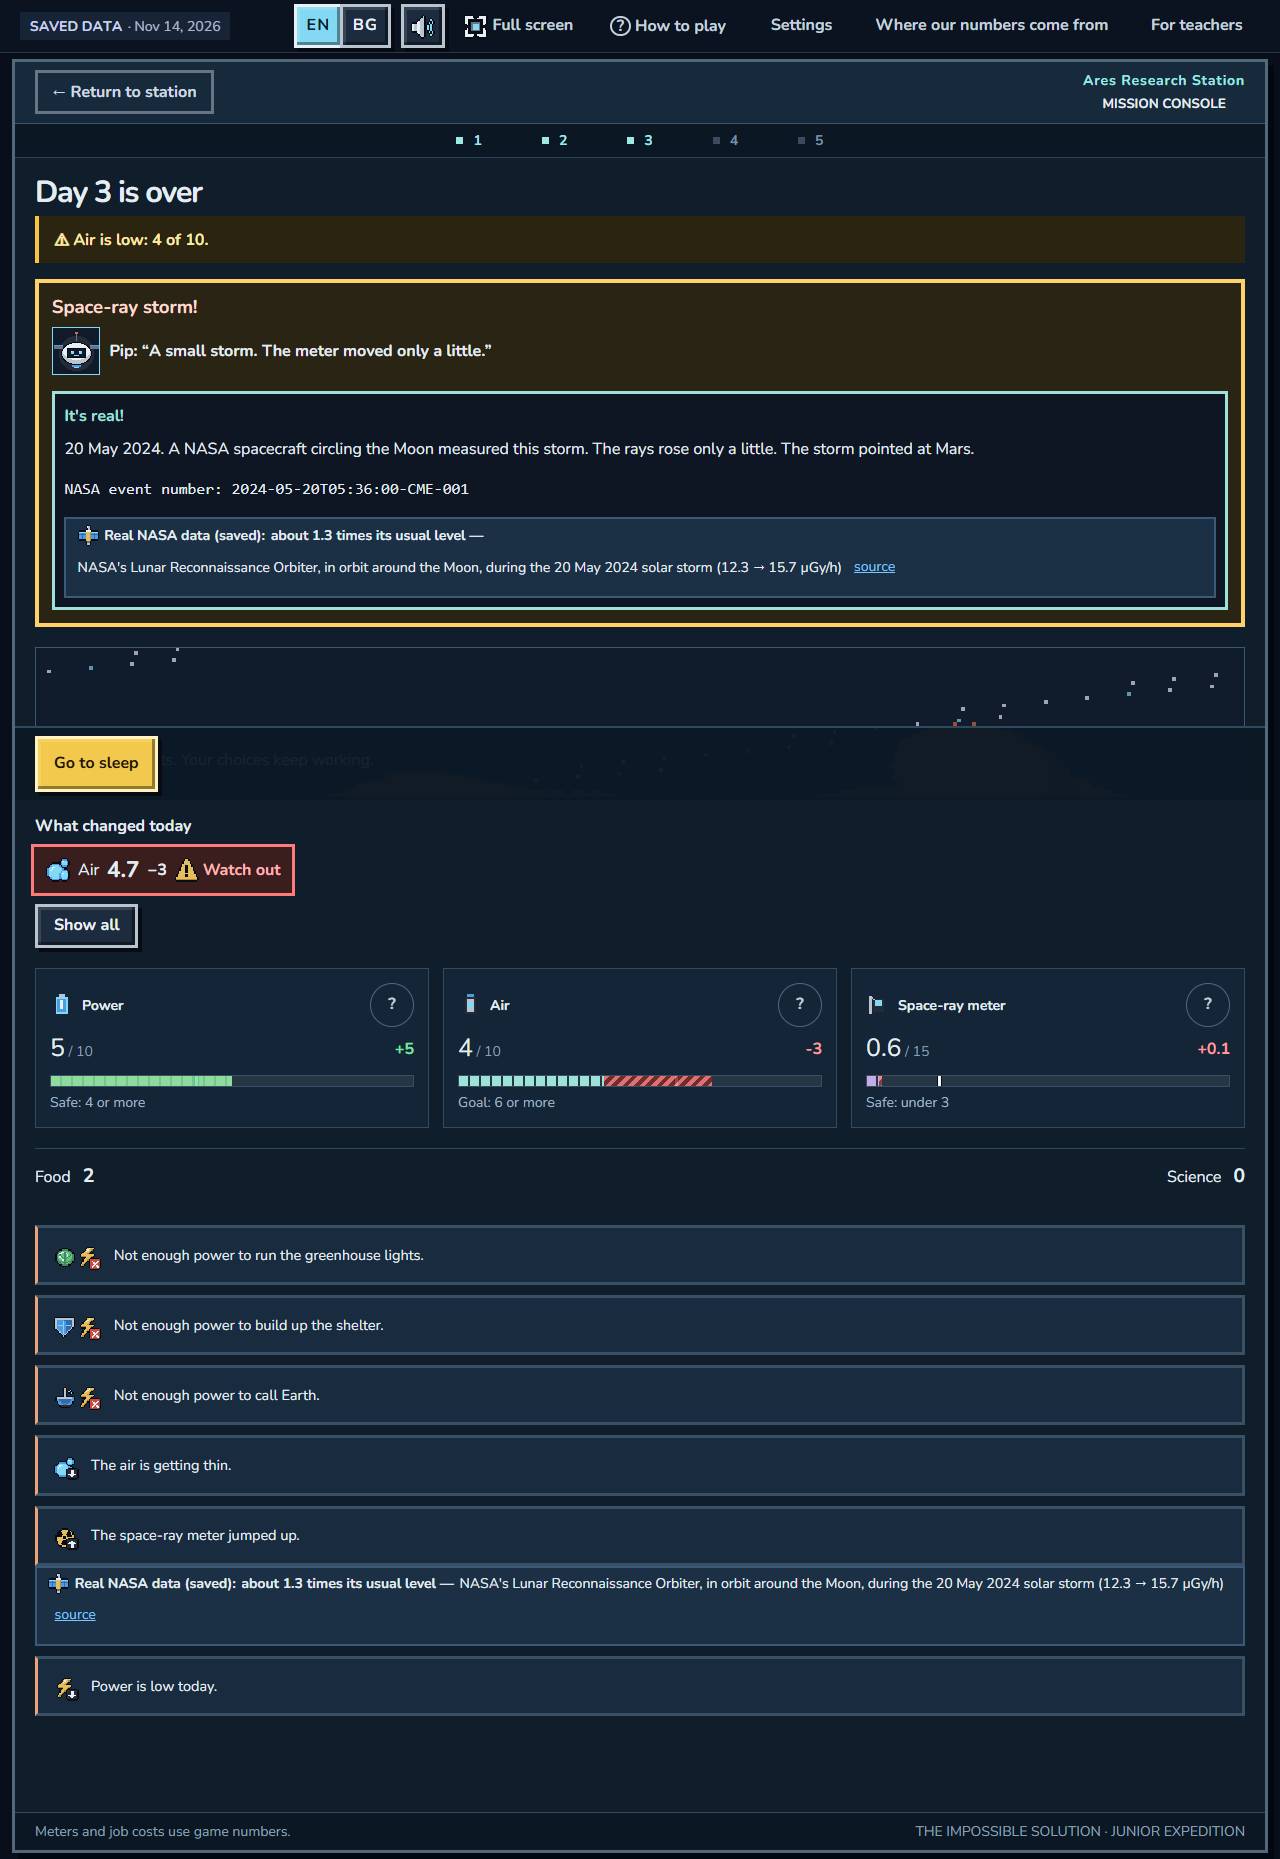 SAVED DATA · Nov 14, 2026
EN BG
Full screen
? How to play
Settings
Where our numbers come from
For teachers
← Return to station
Ares Research Station
MISSION CONSOLE
1 2 3 4 5
Day 3 is over
⚠ Air is low: 4 of 10.
Space-ray storm!
Pip: “A small storm. The meter moved only a little.”
It's real!
20 May 2024. A NASA spacecraft circling the Moon measured this storm. The rays rose only a little. The storm pointed at Mars.
NASA event number: 2024-05-20T05:36:00-CME-001
Real NASA data (saved): about 1.3 times its usual level —
NASA's Lunar Reconnaissance Orbiter, in orbit around the Moon, during the 20 May 2024 solar storm (12.3 → 15.7 µGy/h) source
Go to sleep
ts. Your choices keep working.
What changed today
Air 4.7 −3 Watch out
Show all
Power ?
5 / 10 +5
Safe: 4 or more
Air ?
4 / 10 -3
Goal: 6 or more
Space-ray meter ?
0.6 / 15 +0.1
Safe: under 3
Food 2
Science 0
Not enough power to run the greenhouse lights.
Not enough power to build up the shelter.
Not enough power to call Earth.
The air is getting thin.
The space-ray meter jumped up.
Real NASA data (saved): about 1.3 times its usual level — NASA's Lunar Reconnaissance Orbiter, in orbit around the Moon, during the 20 May 2024 solar storm (12.3 → 15.7 µGy/h)
source
Power is low today.
Meters and job costs use game numbers.
THE IMPOSSIBLE SOLUTION · JUNIOR EXPEDITION